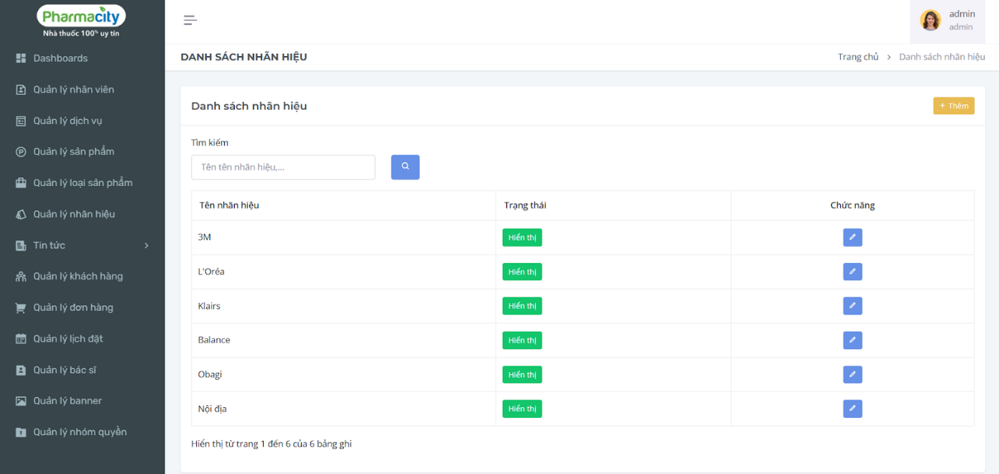 Pharmacity
Nhà thuốc 100% uy tín
Dashboards
Quản lý nhân viên
Quản lý dịch vụ
Quản lý sản phẩm
Quản lý loại sản phẩm
Quản lý nhãn hiệu
Tin tức
Quản lý khách hàng
Quản lý đơn hàng
Quản lý lịch đặt
Quản lý bác sĩ
Quản lý banner
Quản lý nhóm quyền
admin
admin
DANH SÁCH NHÃN HIỆU
Trang chủ > Danh sách nhãn hiệu
Danh sách nhãn hiệu
+ Thêm
Tìm kiếm
Tên tên nhãn hiệu,...
Tên nhãn hiệu Trạng thái Chức năng
3M Hiển thị
L'Oréa Hiển thị
Klairs Hiển thị
Balance Hiển thị
Obagi Hiển thị
Nội địa Hiển thị
Hiển thị từ trang 1 đến 6 của 6 bảng ghi